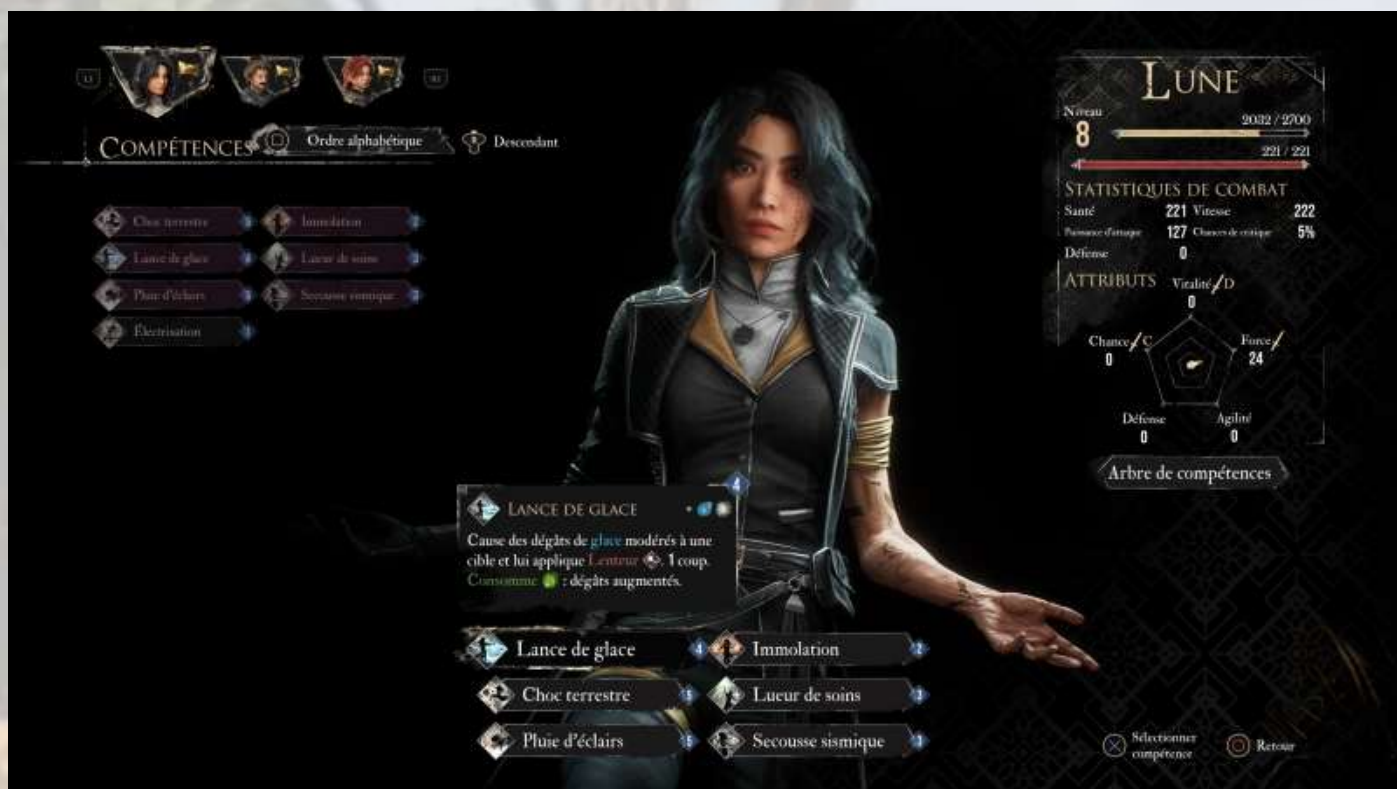 COMPÉTENCES
Ordre alphabétique
Descendant
Choc terrestre
Immolation
Lance de glace 4
Lueur de soins 3
Pluie d'éclairs
Secousse sismique
Électrisation
LUNE
Niveau
8
2032 / 2700
221 / 221
STATISTIQUES DE COMBAT
Santé 221 Vitesse 222
Puissance d'attaque 127 Chances de critique 5%
Défense 0
ATTRIBUTS
Vitalité D
0
Chance C
0
Force
24
Défense
0
Agilité
0
Arbre de compétences
4
LANCE DE GLACE
Cause des dégâts de glace modérés à une
cible et lui applique Lenteur . 1 coup.
Consomme : dégâts augmentés.
Lance de glace 4
Immolation 2
Choc terrestre 5
Lueur de soins 3
Pluie d'éclairs 5
Secousse sismique 3
Sélectionner
compétence
Retour